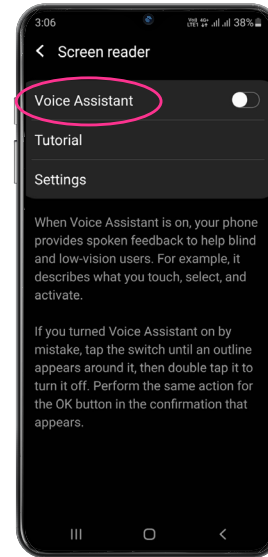 3:06
38%
Screen reader
Voice Assistant
Tutorial
Settings
When Voice Assistant is on, your phone
provides spoken feedback to help blind
and low-vision users. For example, it
describes what you touch, select, and
activate.
If you turned Voice Assistant on by
mistake, tap the switch until an outline
appears around it, then double tap it to
turn it off. Perform the same action for
the OK button in the confirmation that
appears.